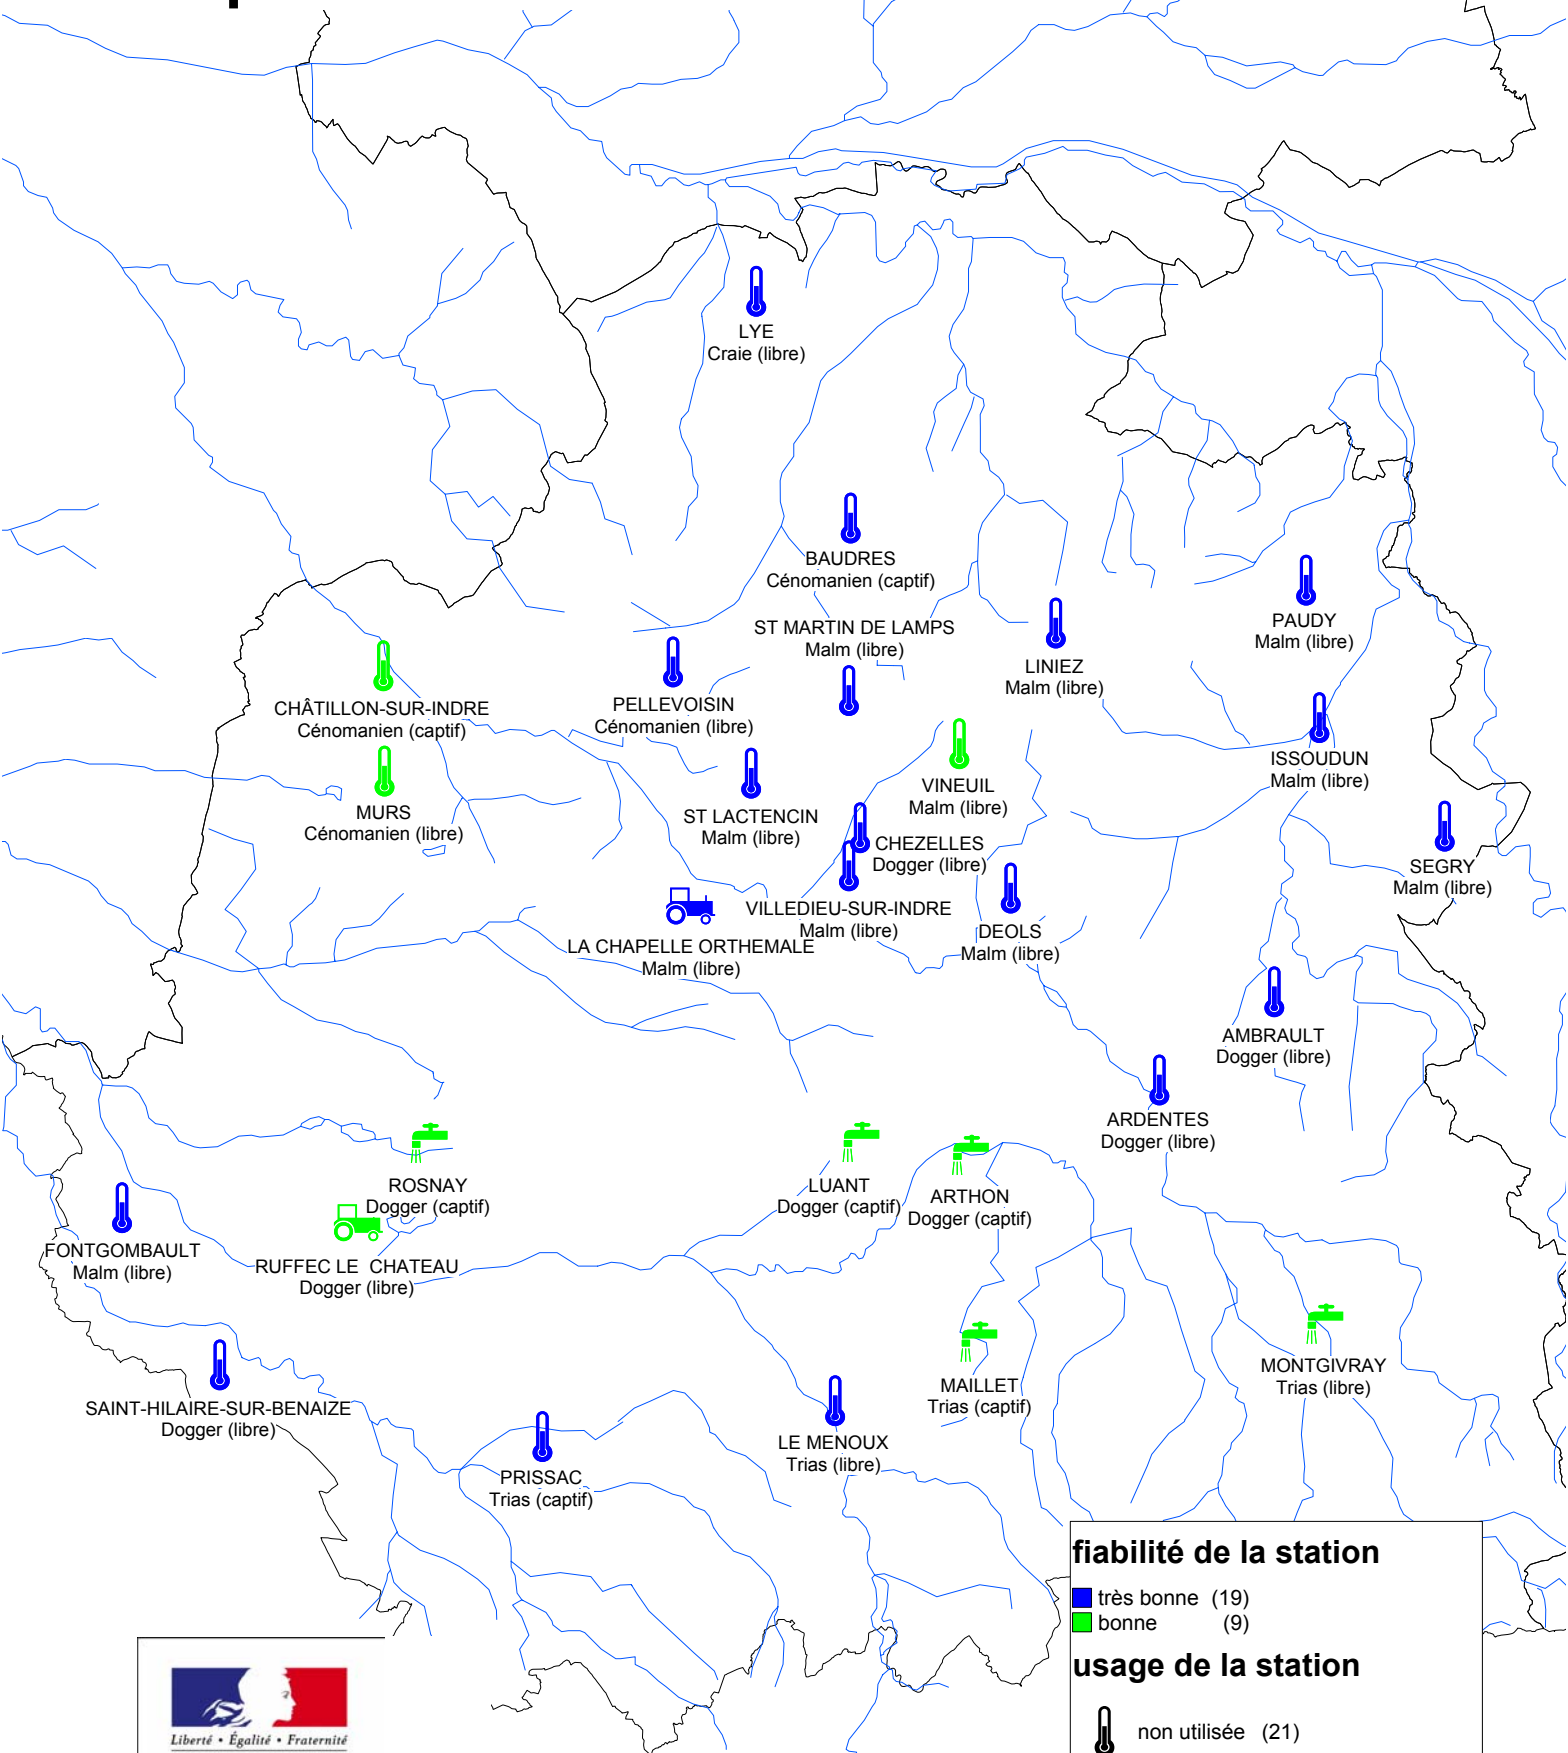 LYE
Craie (libre)
BAUDRES
Cénomanien (captif)
PAUDY
Malm (libre)
ST MARTIN DE LAMPS
Malm (libre)
LINIEZ
Malm (libre)
CHÂTILLON-SUR-INDRE
Cénomanien (captif)
PELLEVOISIN
Cénomanien (libre)
ISSOUDUN
Malm (libre)
VINEUIL
Malm (libre)
MURS
Cénomanien (libre)
ST LACTENCIN
Malm (libre)
CHEZELLES
Dogger (libre)
SEGRY
Malm (libre)
VILLEDIEU-SUR-INDRE
Malm (libre)
DEOLS
Malm (libre)
LA CHAPELLE ORTHEMALE
Malm (libre)
AMBRAULT
Dogger (libre)
ARDENTES
Dogger (libre)
ROSNAY
Dogger (captif)
LUANT
Dogger (captif)
ARTHON
Dogger (captif)
FONTGOMBAULT
Malm (libre)
RUFFEC LE CHATEAU
Dogger (libre)
MONTGIVRAY
Trias (libre)
MAILLET
Trias (captif)
SAINT-HILAIRE-SUR-BENAIZE
Dogger (libre)
LE MENOUX
Trias (libre)
PRISSAC
Trias (captif)
fiabilité de la station
très bonne (19)
bonne (9)
usage de la station
non utilisée (21)
Liberté • Égalité • Fraternité